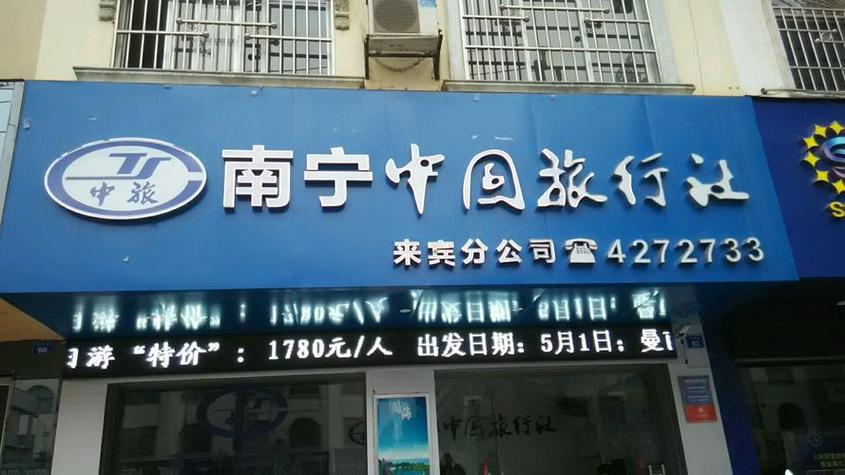 CTS
中旅
南宁中国旅行社
来宾分公司☎4272733
日游“特价”：1780元/人 出发日期：5月1日；曼
中国旅行社